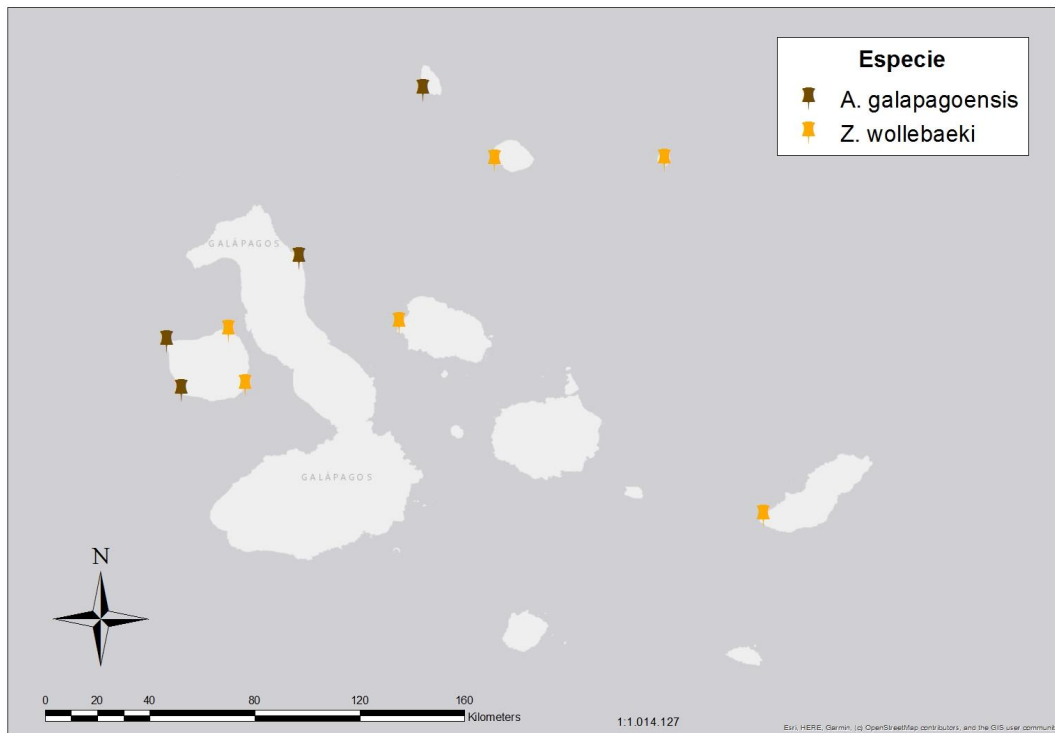 Especie
A. galapagoensis
Z. wollebaeki
GALÁPAGOS
GALÁPAGOS
N
0 20 40 80 120 160
Kilometers
1:1.014.127
Esri, HERE, Garmin, (c) OpenStreetMap contributors, and the GIS user community